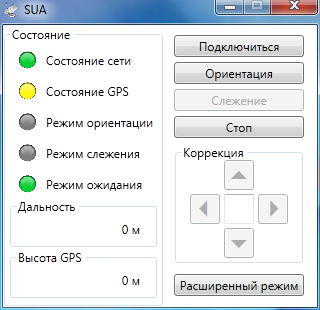 SUA
Состояние
Состояние сети
Состояние GPS
Режим ориентации
Режим слежения
Режим ожидания
Дальность
0 м
Высота GPS
0 м
Подключиться
Ориентация
Слежение
Стоп
Коррекция
Расширенный режим